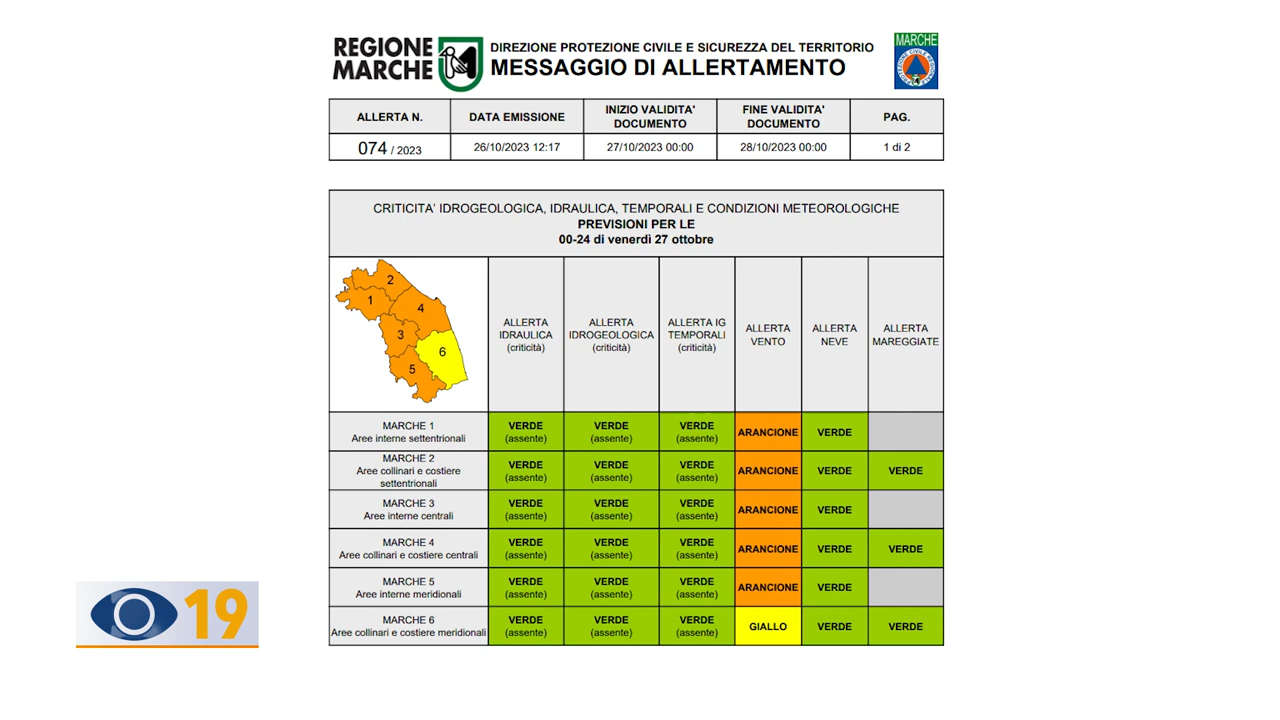 REGIONE
MARCHE
DIREZIONE PROTEZIONE CIVILE E SICUREZZA DEL TERRITORIO
MESSAGGIO DI ALLERTAMENTO
MARCHE
ALLERTA N.
DATA EMISSIONE
INIZIO VALIDITA'
DOCUMENTO
FINE VALIDITA'
DOCUMENTO
PAG.
074 / 2023
26/10/2023 12:17
27/10/2023 00:00
28/10/2023 00:00
1 di 2
CRITICITA' IDROGEOLOGICA, IDRAULICA, TEMPORALI E CONDIZIONI METEOROLOGICHE
PREVISIONI PER LE
00-24 di venerdì 27 ottobre
2
1
4
3
6
5
ALLERTA
IDRAULICA
(criticità)
ALLERTA
IDROGEOLOGICA
(criticità)
ALLERTA IG
TEMPORALI
(criticità)
ALLERTA
VENTO
ALLERTA
NEVE
ALLERTA
MAREGGIATE
MARCHE 1
Aree interne settentrionali
VERDE
(assente)
VERDE
(assente)
VERDE
(assente)
ARANCIONE
VERDE
MARCHE 2
Aree collinari e costiere
settentrionali
VERDE
(assente)
VERDE
(assente)
VERDE
(assente)
ARANCIONE
VERDE
VERDE
MARCHE 3
Aree interne centrali
VERDE
(assente)
VERDE
(assente)
VERDE
(assente)
ARANCIONE
VERDE
MARCHE 4
Aree collinari e costiere centrali
VERDE
(assente)
VERDE
(assente)
VERDE
(assente)
ARANCIONE
VERDE
VERDE
MARCHE 5
Aree interne meridionali
VERDE
(assente)
VERDE
(assente)
VERDE
(assente)
ARANCIONE
VERDE
MARCHE 6
Aree collinari e costiere meridionali
VERDE
(assente)
VERDE
(assente)
VERDE
(assente)
GIALLO
VERDE
VERDE
19